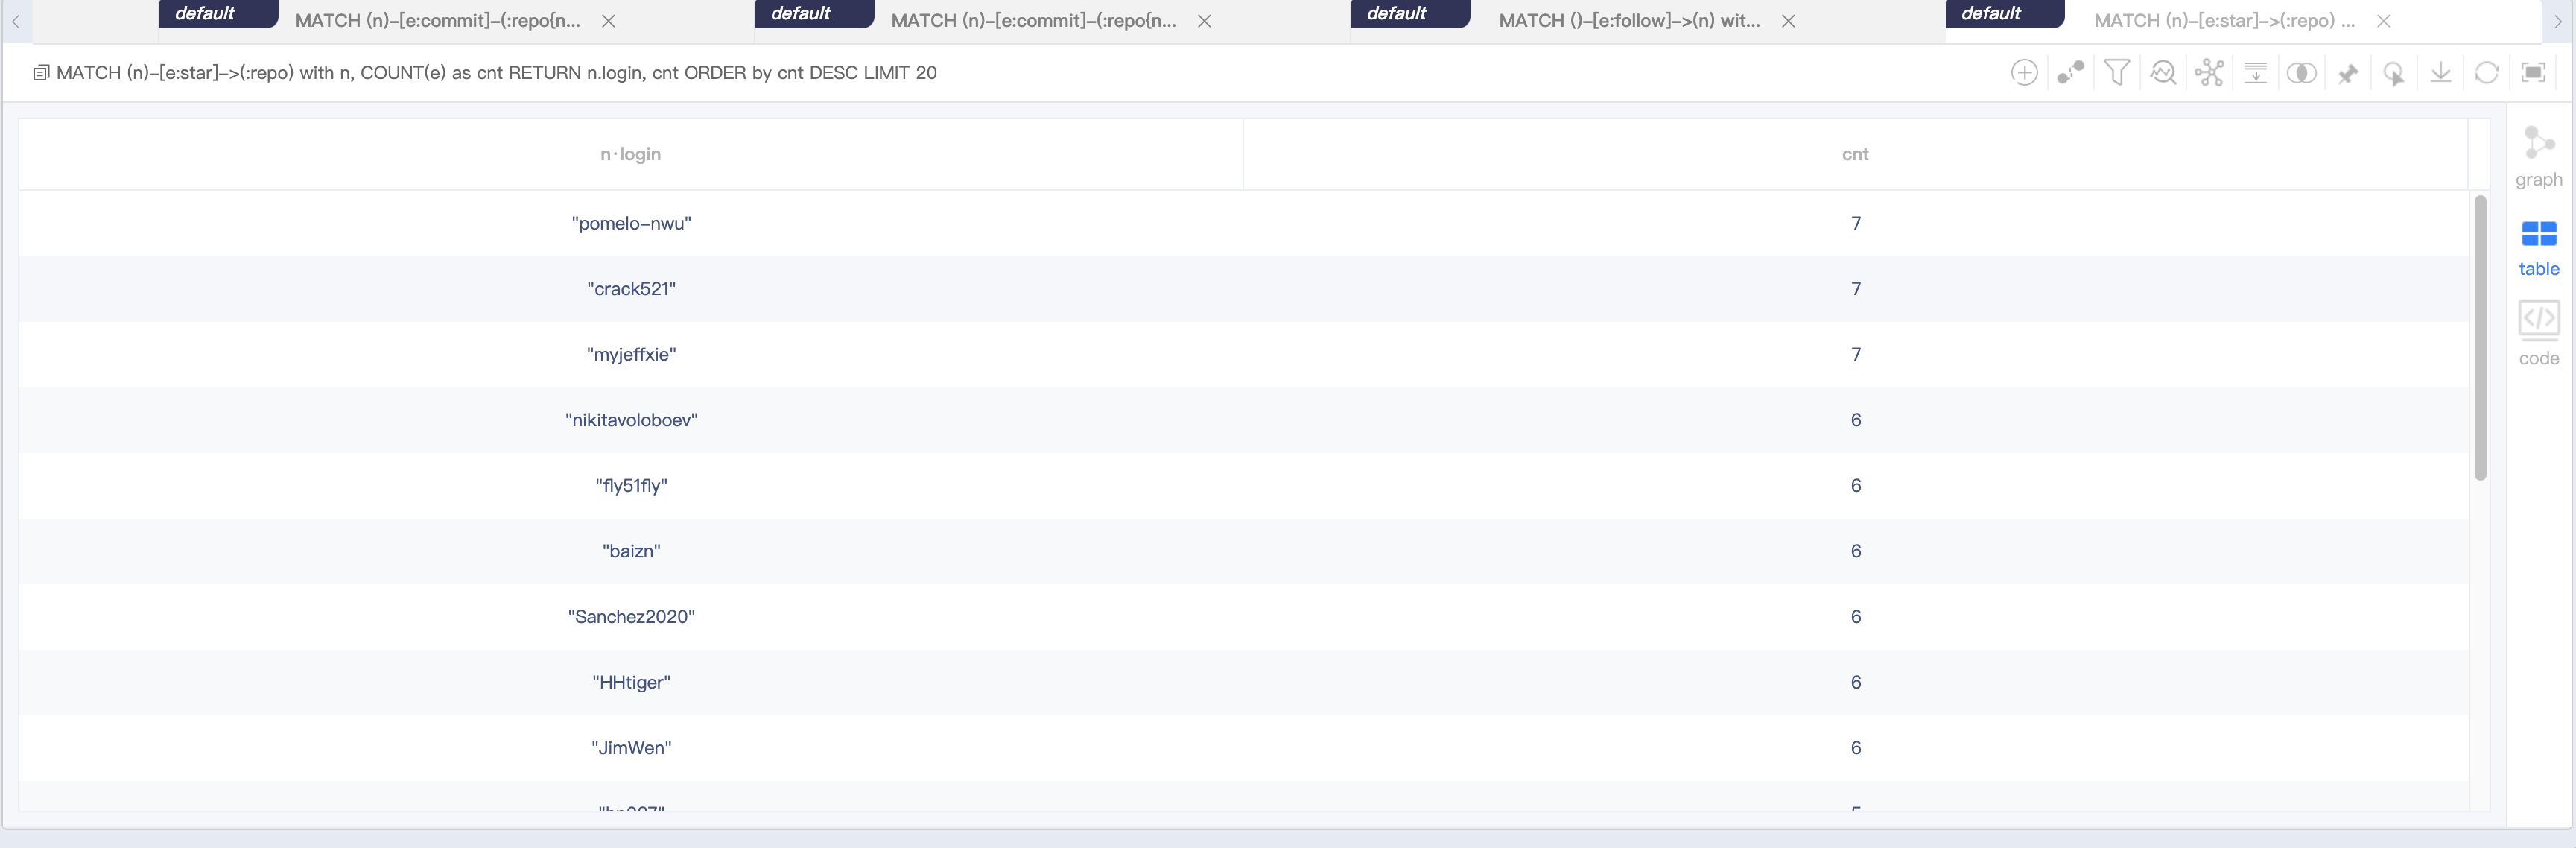 default MATCH (n)–[e:commit]–(:repo{n... default MATCH (n)–[e:commit]–(:repo{n... default MATCH ()–[e:follow]–>(n) wit... default MATCH (n)–[e:star]–>(:repo) ...
MATCH (n)–[e:star]–>(:repo) with n, COUNT(e) as cnt RETURN n.login, cnt ORDER by cnt DESC LIMIT 20
n·login cnt
"pomelo–nwu" 7
"crack521" 7
"myjeffxie" 7
"nikitavoloboev" 6
"fly51fly" 6
"baizn" 6
"Sanchez2020" 6
"HHtiger" 6
"JimWen" 6
graph
table
code